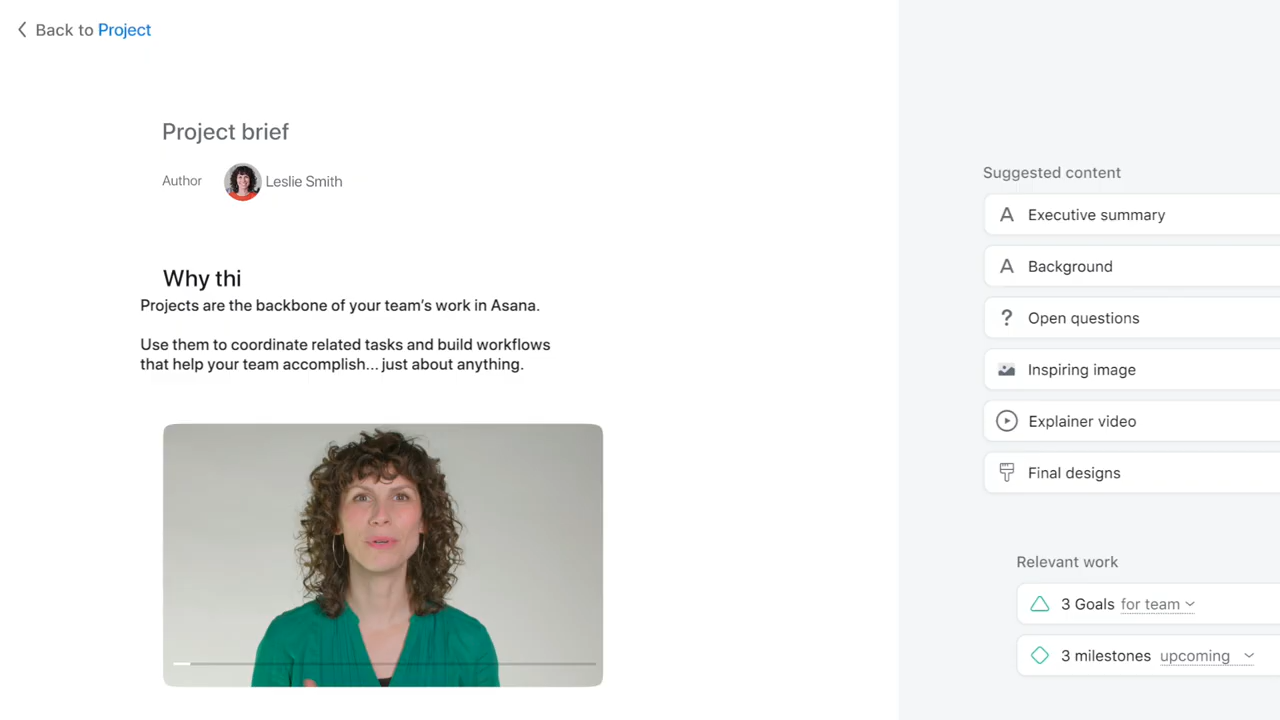 Back to Project
Project brief
Author Leslie Smith
Why thi
Projects are the backbone of your team’s work in Asana.
Use them to coordinate related tasks and build workflows
that help your team accomplish... just about anything.
Suggested content
Executive summary
Background
Open questions
Inspiring image
Explainer video
Final designs
Relevant work
3 Goals for team
3 milestones upcoming